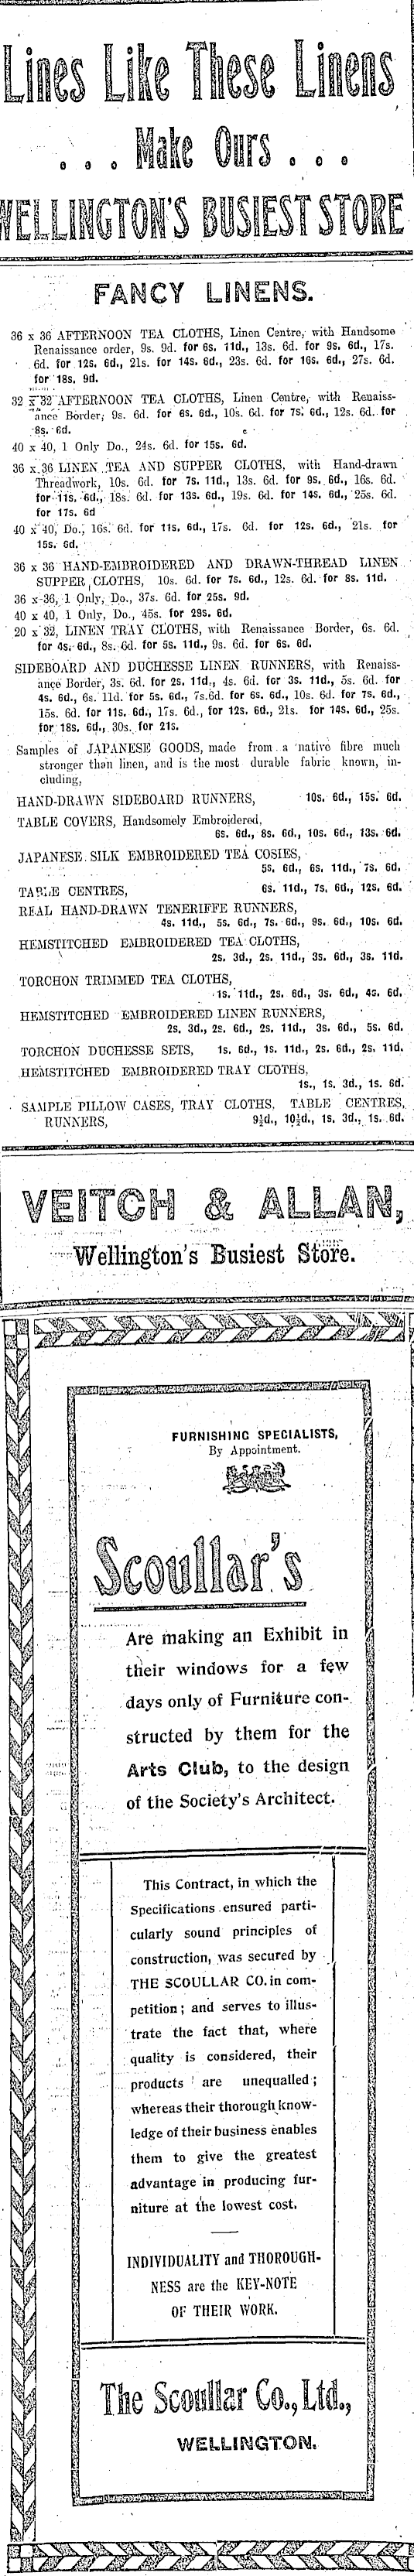 Lines Like These Linens
. . . Make Ours . . .
WELLINGTON'S BUSIEST STORE
FANCY LINENS.
36 x 36 AFTERNOON TEA CLOTHS, Linen Centre, with Handsome
Renaissance order, 9s. 9d. for 6s. 11d., 13s. 6d. for 9s. 6d., 17s.
6d. for 12s. 6d., 21s. for 14s. 6d., 23s. 6d. for 16s. 6d., 27s. 6d.
for 18s. 9d.
32 x 32 AFTERNOON TEA CLOTHS, Linen Centre, with Renaiss-
ance Border, 9s. 6d. for 6s. 6d., 10s. 6d. for 7s. 6d., 12s. 6d. for
8s. 6d.
40 x 40, 1 Only Do., 24s. 6d. for 15s. 6d.
36 x 36 LINEN TEA AND SUPPER CLOTHS, with Hand-drawn
Threadwork, 10s. 6d. for 7s. 11d., 13s. 6d. for 9s. 6d., 16s. 6d.
for 11s. 6d., 18s. 6d. for 13s. 6d., 19s. 6d. for 14s. 6d., 25s. 6d.
for 17s. 6d
40 x 40, Do., 16s. 6d. for 11s. 6d., 17s. 6d. for 12s. 6d., 21s. for
15s. 6d.
36 x 36 HAND-EMBROIDERED AND DRAWN-THREAD LINEN
SUPPER CLOTHS, 10s. 6d. for 7s. 6d., 12s. 6d. for 8s. 11d.
36 x 36, 1 Only, Do., 37s. 6d. for 25s. 9d.
40 x 40, 1 Only, Do., 45s. for 29s. 6d.
20 x 32, LINEN TRAY CLOTHS, with Renaissance Border, 6s. 6d.
for 4s. 6d., 8s. 6d. for 5s. 11d., 9s. 6d. for 6s. 6d.
SIDEBOARD AND DUCHESSE LINEN RUNNERS, with Renaiss-
ance Border, 3s. 6d. for 2s. 11d., 4s. 6d. for 3s. 11d., 5s. 6d. for
4s. 6d., 6s. 11d. for 5s. 6d., 7s.6d. for 6s. 6d., 10s. 6d. for 7s. 6d.,
15s. 6d. for 11s. 6d., 17s. 6d., for 12s. 6d., 21s. for 14s. 6d., 25s.
for 18s. 6d., 30s. for 21s.
Samples of JAPANESE GOODS, made from a native fibre much
stronger than linen, and is the most durable fabric known, in-
cluding,
HAND-DRAWN SIDEBOARD RUNNERS, 10s. 6d., 15s. 6d.
TABLE COVERS, Handsomely Embroidered,
6s. 6d., 8s. 6d., 10s. 6d., 13s. 6d.
JAPANESE SILK EMBROIDERED TEA COSIES,
5s. 6d., 6s. 11d., 7s. 6d.
TABLE CENTRES, 6s. 11d., 7s. 6d., 12s. 6d.
REAL HAND-DRAWN TENERIFFE RUNNERS,
4s. 11d., 5s. 6d., 7s. 6d., 9s. 6d., 10s. 6d.
HEMSTITCHED EMBROIDERED TEA CLOTHS,
2s. 3d., 2s. 11d., 3s. 6d., 3s. 11d.
TORCHON TRIMMED TEA CLOTHS,
1s. 11d., 2s. 6d., 3s. 6d., 4s. 6d.
HEMSTITCHED EMBROIDERED LINEN RUNNERS,
2s. 3d., 2s. 6d., 2s. 11d., 3s. 6d., 5s. 6d.
TORCHON DUCHESSE SETS, 1s. 6d., 1s. 11d., 2s. 6d., 2s. 11d.
HEMSTITCHED EMBROIDERED TRAY CLOTHS,
1s., 1s. 3d., 1s. 6d.
SAMPLE PILLOW CASES, TRAY CLOTHS, TABLE CENTRES,
RUNNERS, 9½d., 10½d., 1s. 3d., 1s. 6d.
VEITCH & ALLAN,
Wellington's Busiest Store.
FURNISHING SPECIALISTS,
By Appointment.
Scoullar's
Are making an Exhibit in
their windows for a few
days only of Furniture con-
structed by them for the
Arts Club, to the design
of the Society's Architect.
This Contract, in which the
Specifications ensured parti-
cularly sound principles of
construction, was secured by
THE SCOULLAR CO. in com-
petition; and serves to illus-
trate the fact that, where
quality is considered, their
products are unequalled;
whereas their thorough know-
ledge of their business enables
them to give the greatest
advantage in producing fur-
niture at the lowest cost.
INDIVIDUALITY and THOROUGH-
NESS are the KEY-NOTE
OF THEIR WORK.
The Scoullar Co., Ltd.,
WELLINGTON.